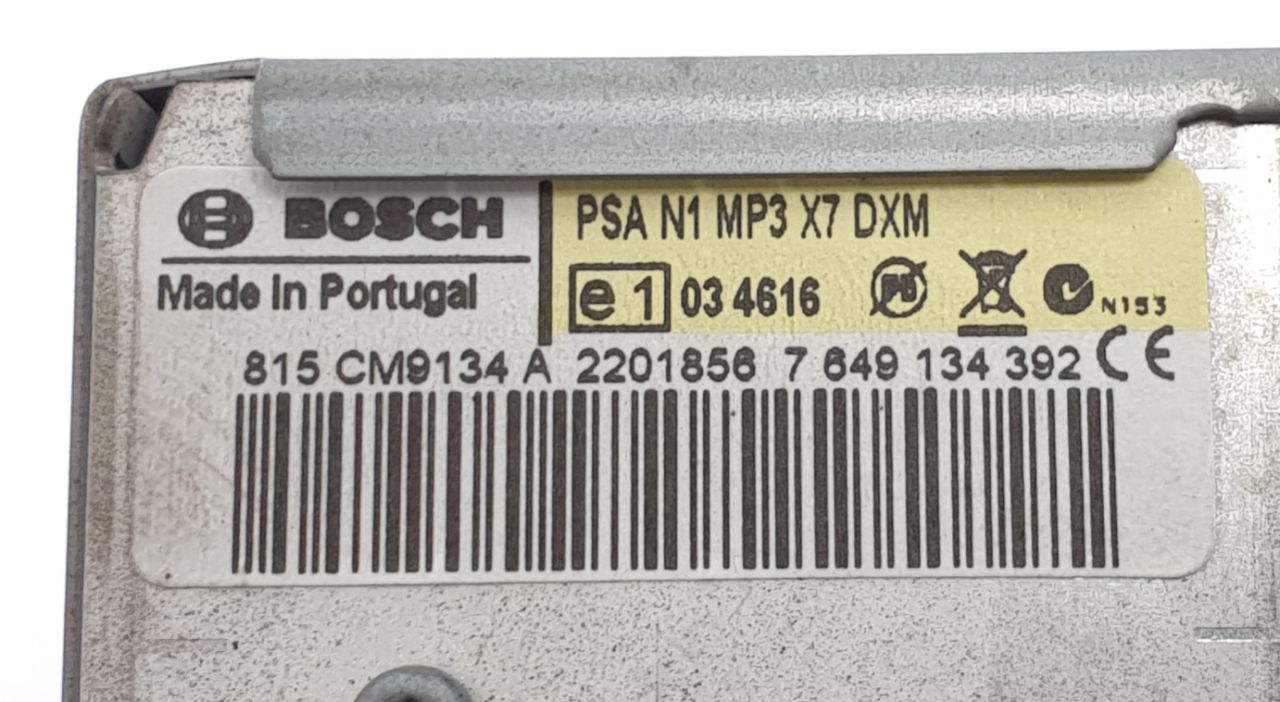 BOSCH
Made in Portugal
PSA N1 MP3 X7 DXM
e 1 03 4616 Pb N153
815 CM9134 A 2201856 7 649 134 392 CE